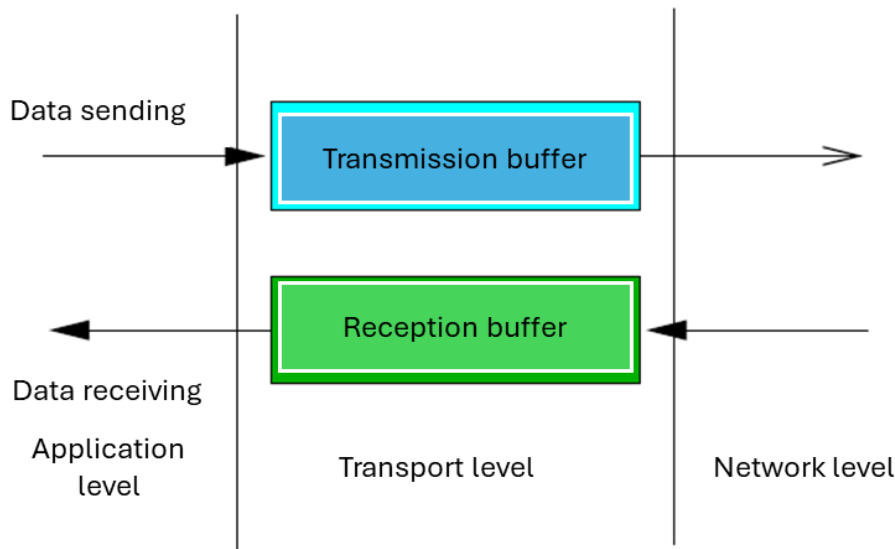 Data sending
Transmission buffer
Reception buffer
Data receiving
Application
level
Transport level
Network level